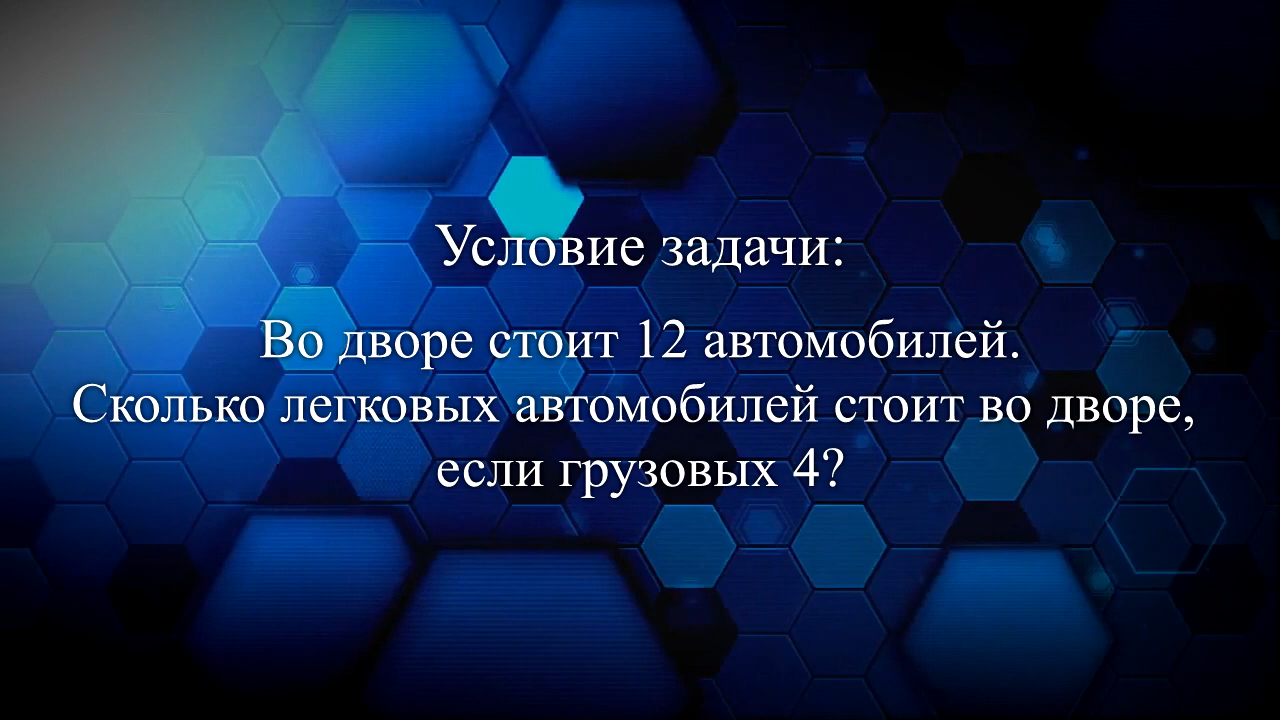 Условие задачи:
Во дворе стоит 12 автомобилей.
Сколько легковых автомобилей стоит во дворе,
если грузовых 4?